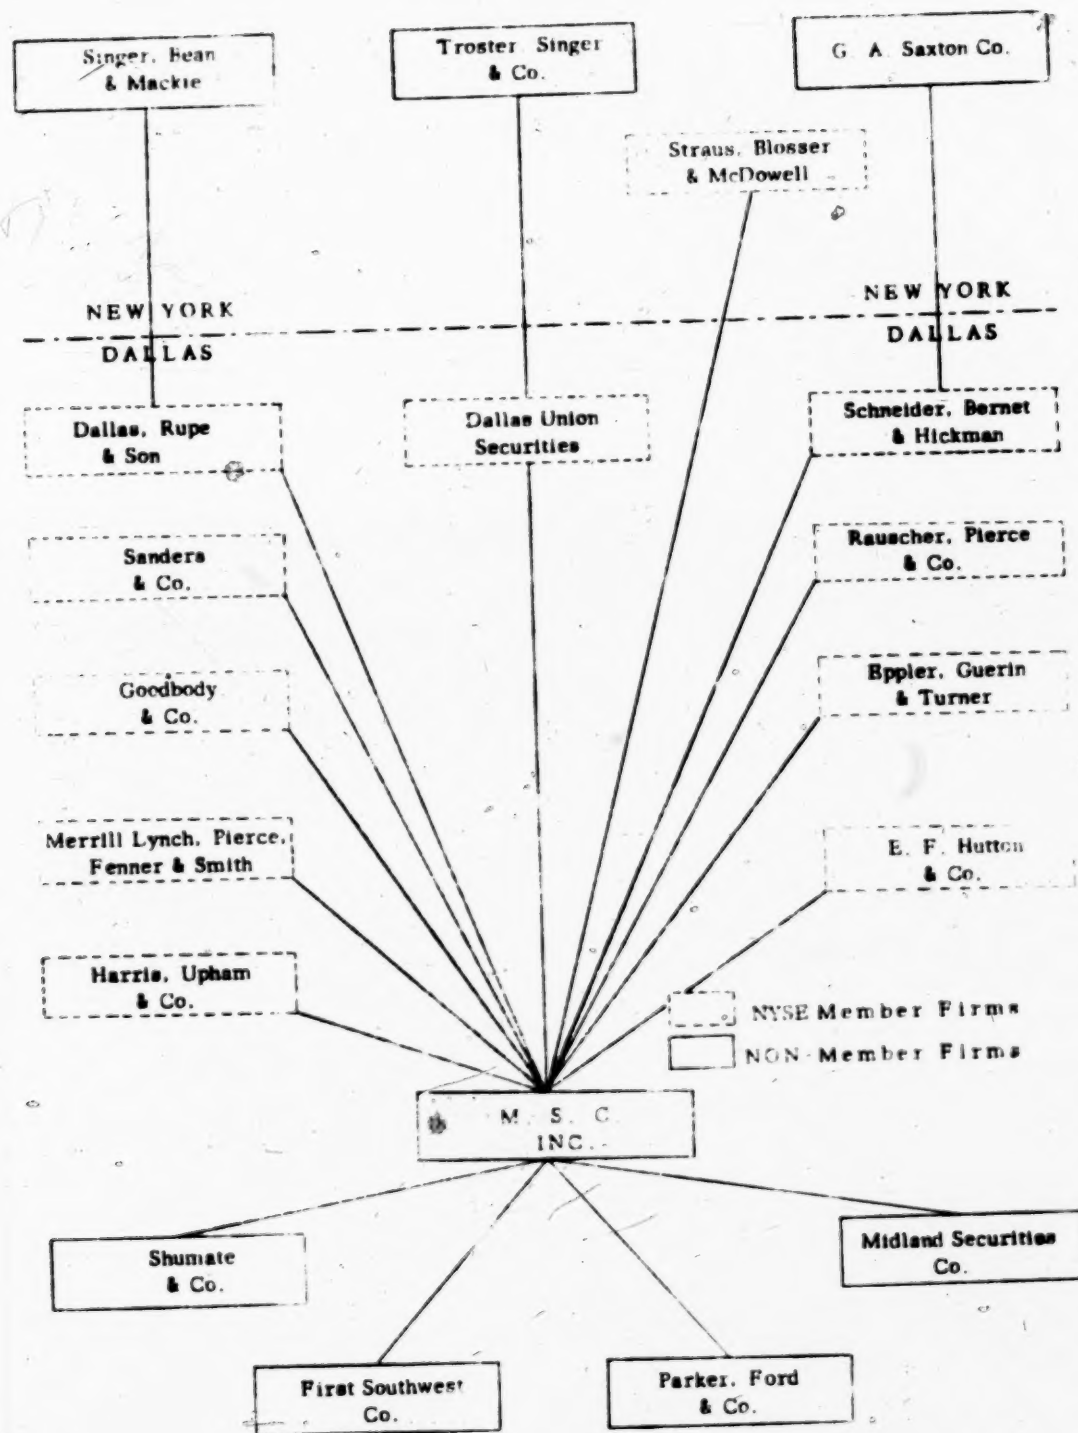 Singer, Bean
& Mackie
Troster Singer
& Co.
G. A. Saxton Co.
Straus, Blosser
& McDowell
NEW YORK
NEW YORK
DALLAS
DALLAS
Dallas, Rupe
& Son
Dallas Union
Securities
Schneider, Bernet
& Hickman
Sanders
& Co.
Rauscher, Pierce
& Co.
Goodbody
& Co.
Eppler, Guerin
& Turner
Merrill Lynch, Pierce,
Fenner & Smith
E. F. Hutton
& Co.
Harris, Upham
& Co.
NYSE Member Firms
NON-Member Firms
M. S. C.
INC.
Shumate
& Co.
Midland Securities
Co.
First Southwest
Co.
Parker, Ford
& Co.